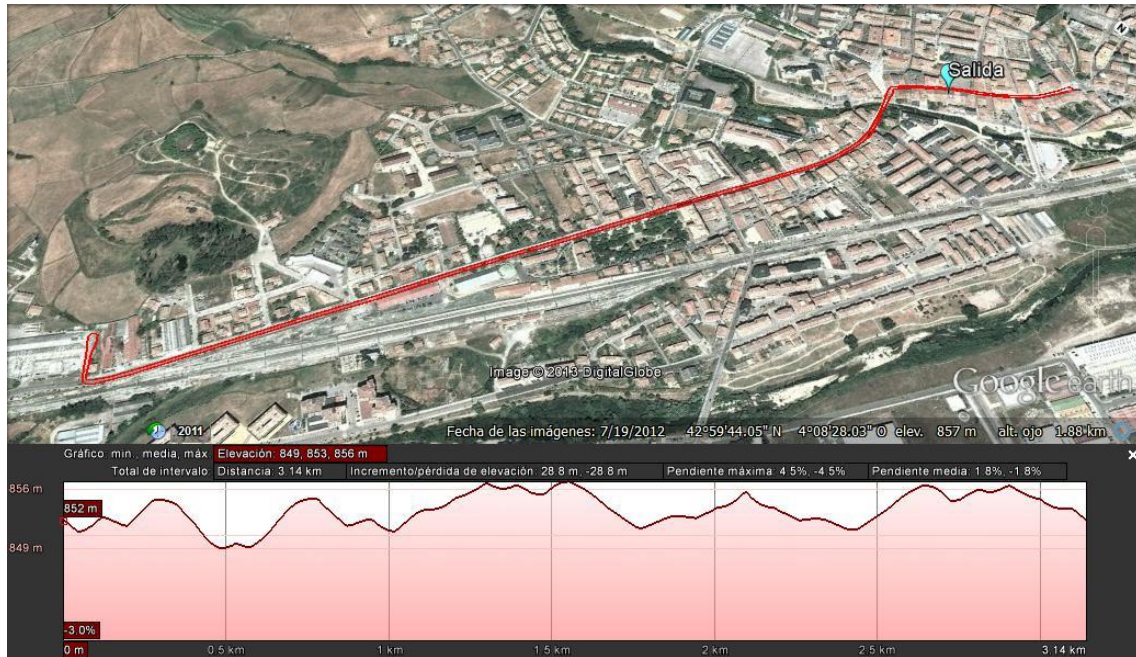 N
Salida
Image © 2013 DigitalGlobe
Google earth
2011
Fecha de las imágenes: 7/19/2012 42°59'44.05" N 4°08'28.03" O elev. 857 m alt. ojo 1.88 km
Gráfico: min., media, máx Elevación: 849, 853, 856 m
Total de intervalo: Distancia: 3.14 km Incremento/pérdida de elevación: 28.8 m, -28.8 m Pendiente máxima: 4.5%, -4.5% Pendiente media: 1.8%, -1.8%
856 m
852 m
849 m
-3.0%
0 m 0.5 km 1 km 1.5 km 2 km 2.5 km 3.14 km